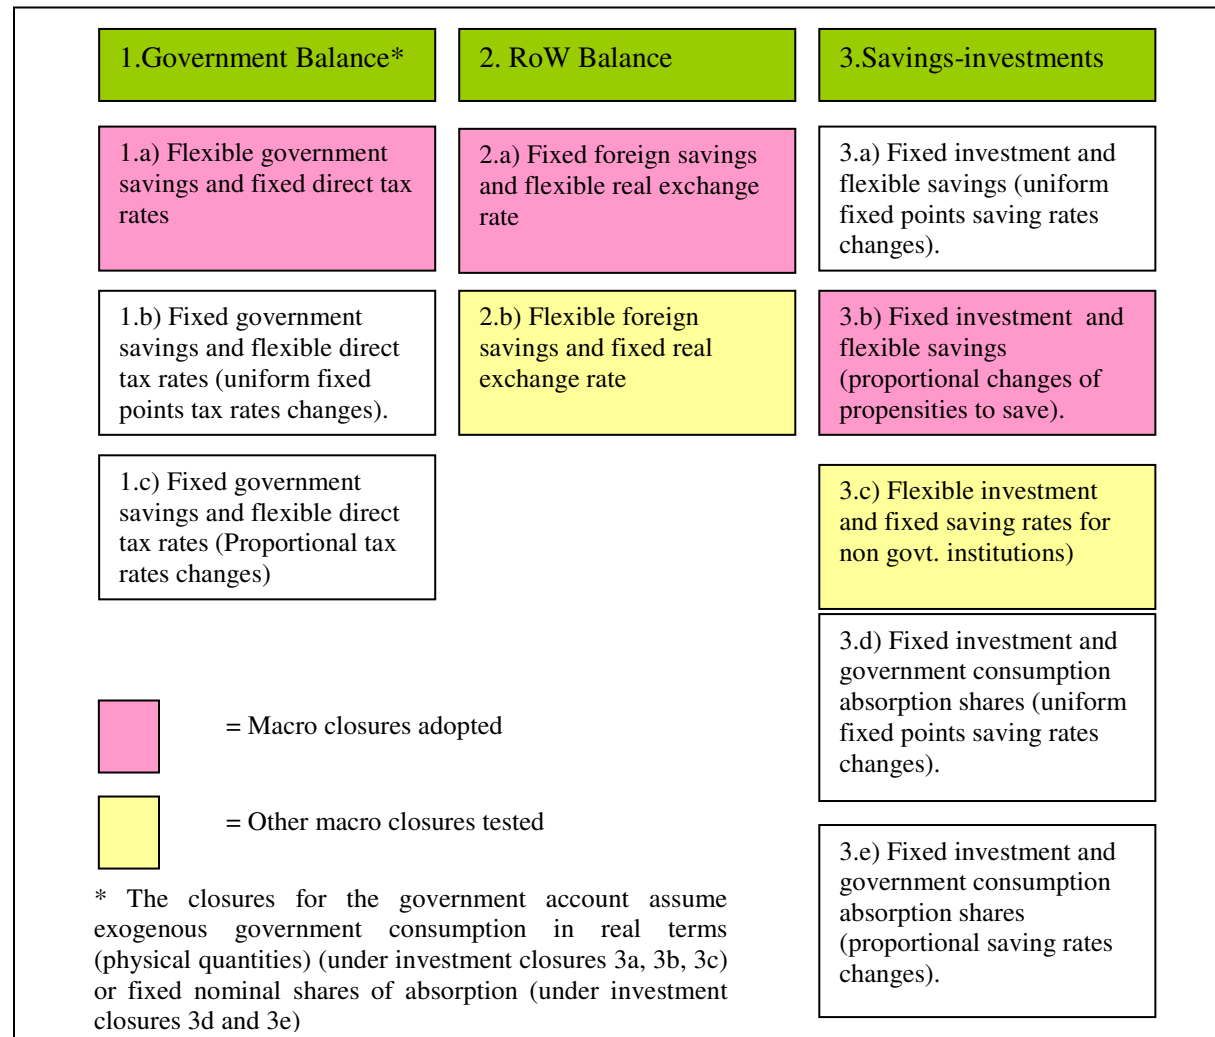 1.Government Balance*
2. RoW Balance
3.Savings-investments
1.a) Flexible government
savings and fixed direct tax
rates
2.a) Fixed foreign savings
and flexible real exchange
rate
3.a) Fixed investment and
flexible savings (uniform
fixed points saving rates
changes).
1.b) Fixed government
savings and flexible direct
tax rates (uniform fixed
points tax rates changes).
2.b) Flexible foreign
savings and fixed real
exchange rate
3.b) Fixed investment and
flexible savings
(proportional changes of
propensities to save).
1.c) Fixed government
savings and flexible direct
tax rates (Proportional tax
rates changes)
3.c) Flexible investment
and fixed saving rates for
non govt. institutions)
3.d) Fixed investment and
government consumption
absorption shares (uniform
fixed points saving rates
changes).
3.e) Fixed investment and
government consumption
absorption shares
(proportional saving rates
changes).
= Macro closures adopted
= Other macro closures tested
* The closures for the government account assume
exogenous government consumption in real terms
(physical quantities) (under investment closures 3a, 3b, 3c)
or fixed nominal shares of absorption (under investment
closures 3d and 3e)